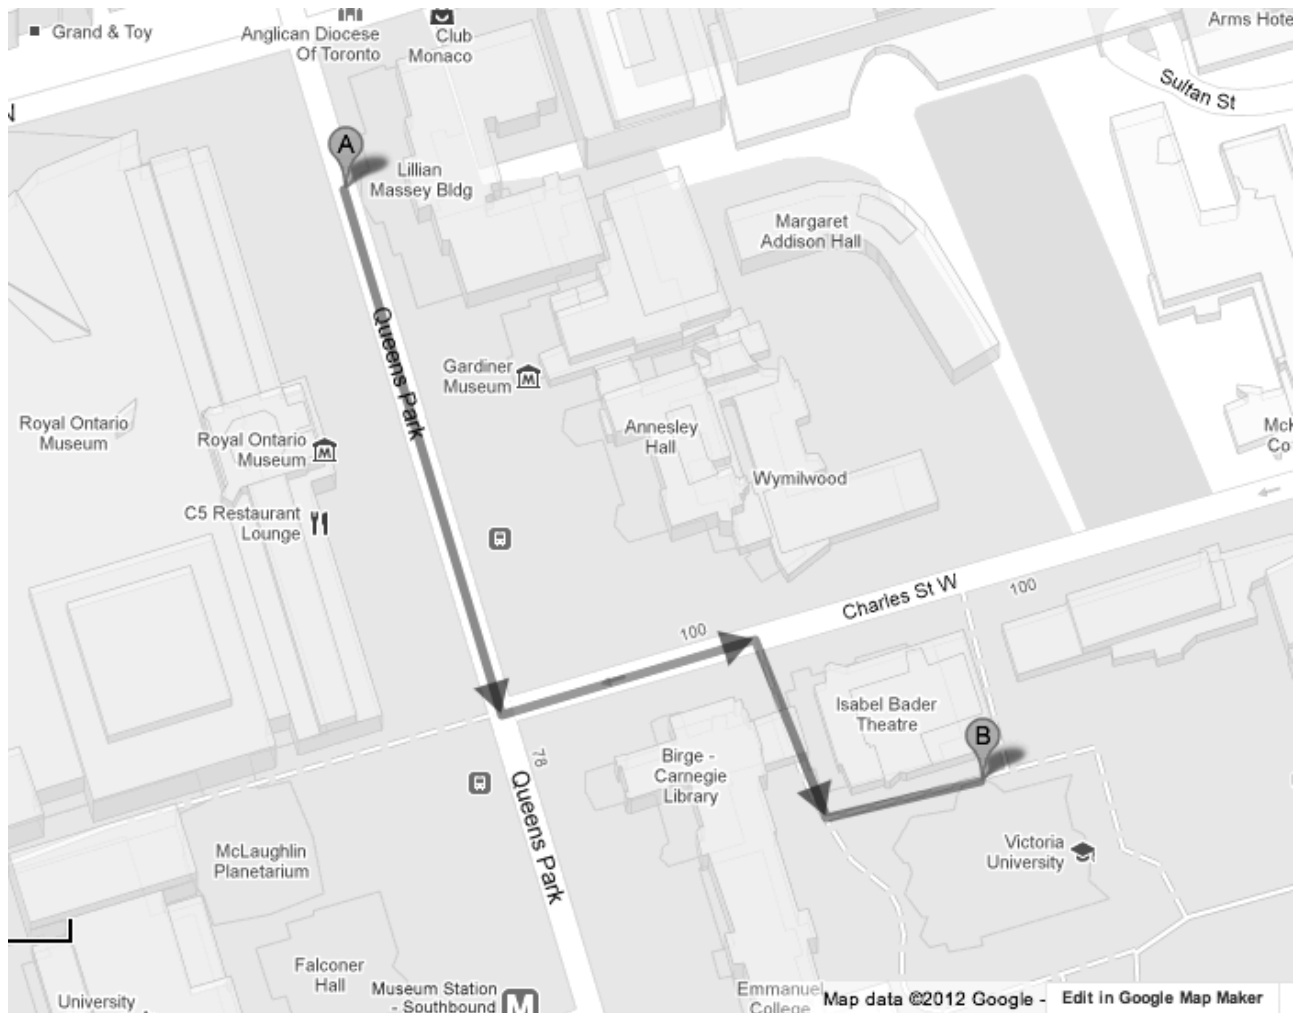 Grand & Toy
Anglican Diocese
Of Toronto
Club
Monaco
Arms Hote
Sultan St
N
A
Lillian
Massey Bldg
Margaret
Addison Hall
Queens Park
Gardiner
Museum
Royal Ontario
Museum
Royal Ontario
Museum
Annesley
Hall
McK
Co
Wymilwood
C5 Restaurant
Lounge
Charles St W
100
100
Isabel Bader
Theatre
B
78
Birge -
Carnegie
Library
Queens Park
McLaughlin
Planetarium
Victoria
University
Falconer
Hall
Museum Station
- Southbound
M
University
Emmanuel
College
Map data ©2012 Google -
Edit in Google Map Maker